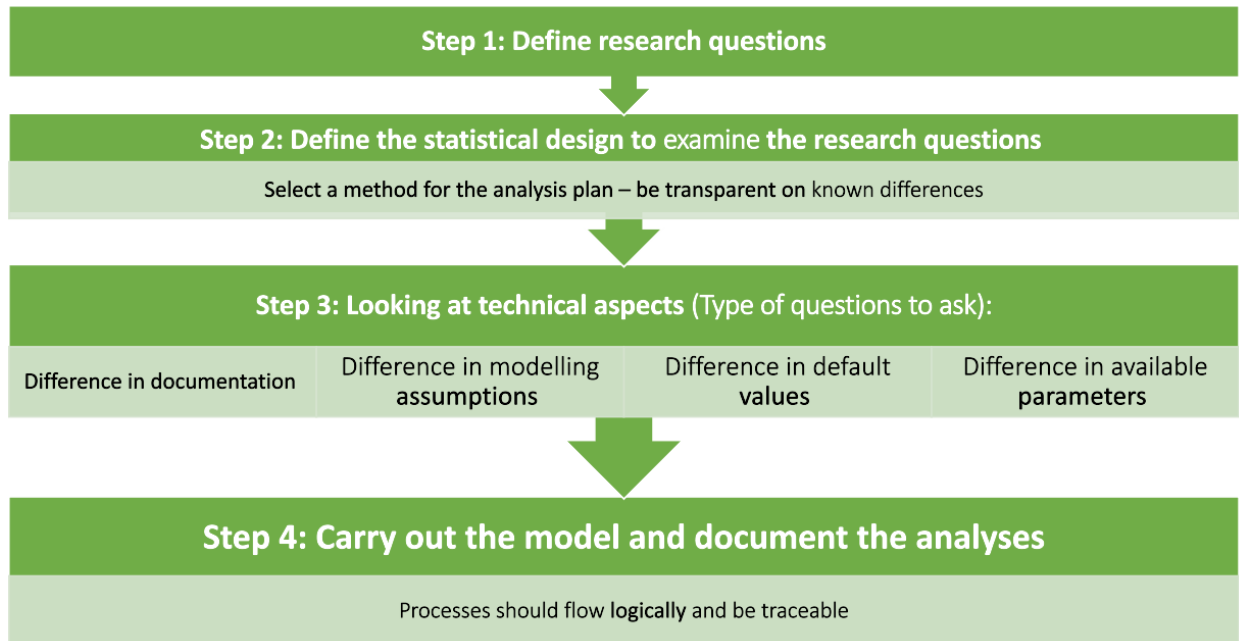 Step 1: Define research questions
Step 2: Define the statistical design to examine the research questions
Select a method for the analysis plan – be transparent on known differences
Step 3: Looking at technical aspects (Type of questions to ask):
Difference in documentation
Difference in modelling
assumptions
Difference in default
values
Difference in available
parameters
Step 4: Carry out the model and document the analyses
Processes should flow logically and be traceable